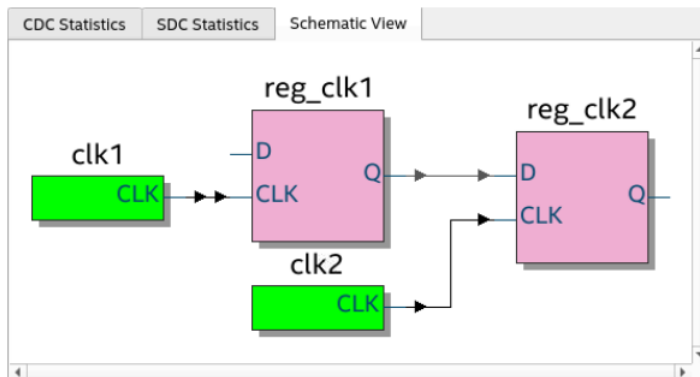 CDC Statistics
SDC Statistics
Schematic View
reg_clk1
reg_clk2
clk1
D
Q
D
CLK
CLK
Q
CLK
clk2
CLK